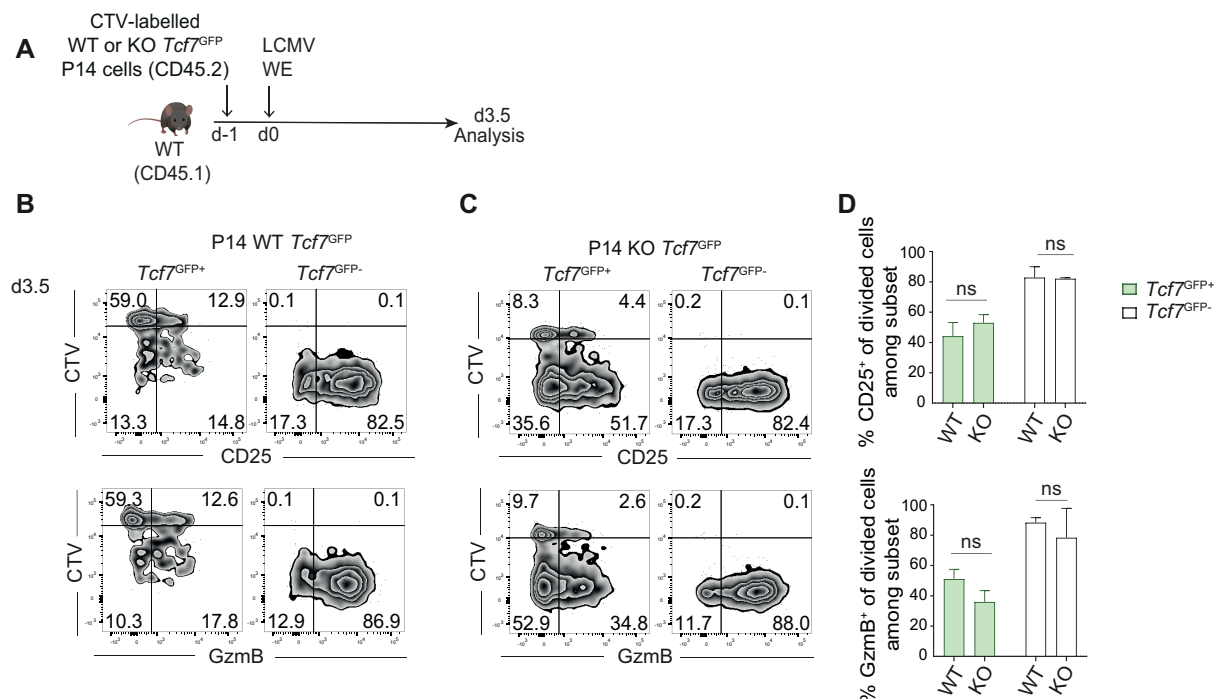 A
CTV-labelled
WT or KO Tcf7GFP
P14 cells (CD45.2)
LCMV
WE
d-1
d0
d3.5
Analysis
WT
(CD45.1)
B
P14 WT Tcf7GFP
d3.5
Tcf7GFP+
Tcf7GFP-
59.0
12.9
0.1
0.1
CTV
13.3
14.8
17.3
82.5
CD25
59.3
12.6
0.1
0.1
CTV
10.3
17.8
12.9
86.9
GzmB
C
P14 KO Tcf7GFP
Tcf7GFP+
Tcf7GFP-
8.3
4.4
0.2
0.1
CTV
35.6
51.7
17.3
82.4
CD25
9.7
2.6
0.2
0.1
CTV
52.9
34.8
11.7
88.0
GzmB
D
% CD25+ of divided cells
among subset
100
80
60
40
20
0
ns
ns
WT
KO
WT
KO
Tcf7GFP+
Tcf7GFP-
% GzmB+ of divided cells
among subset
100
80
60
40
20
0
ns
ns
WT
KO
WT
KO